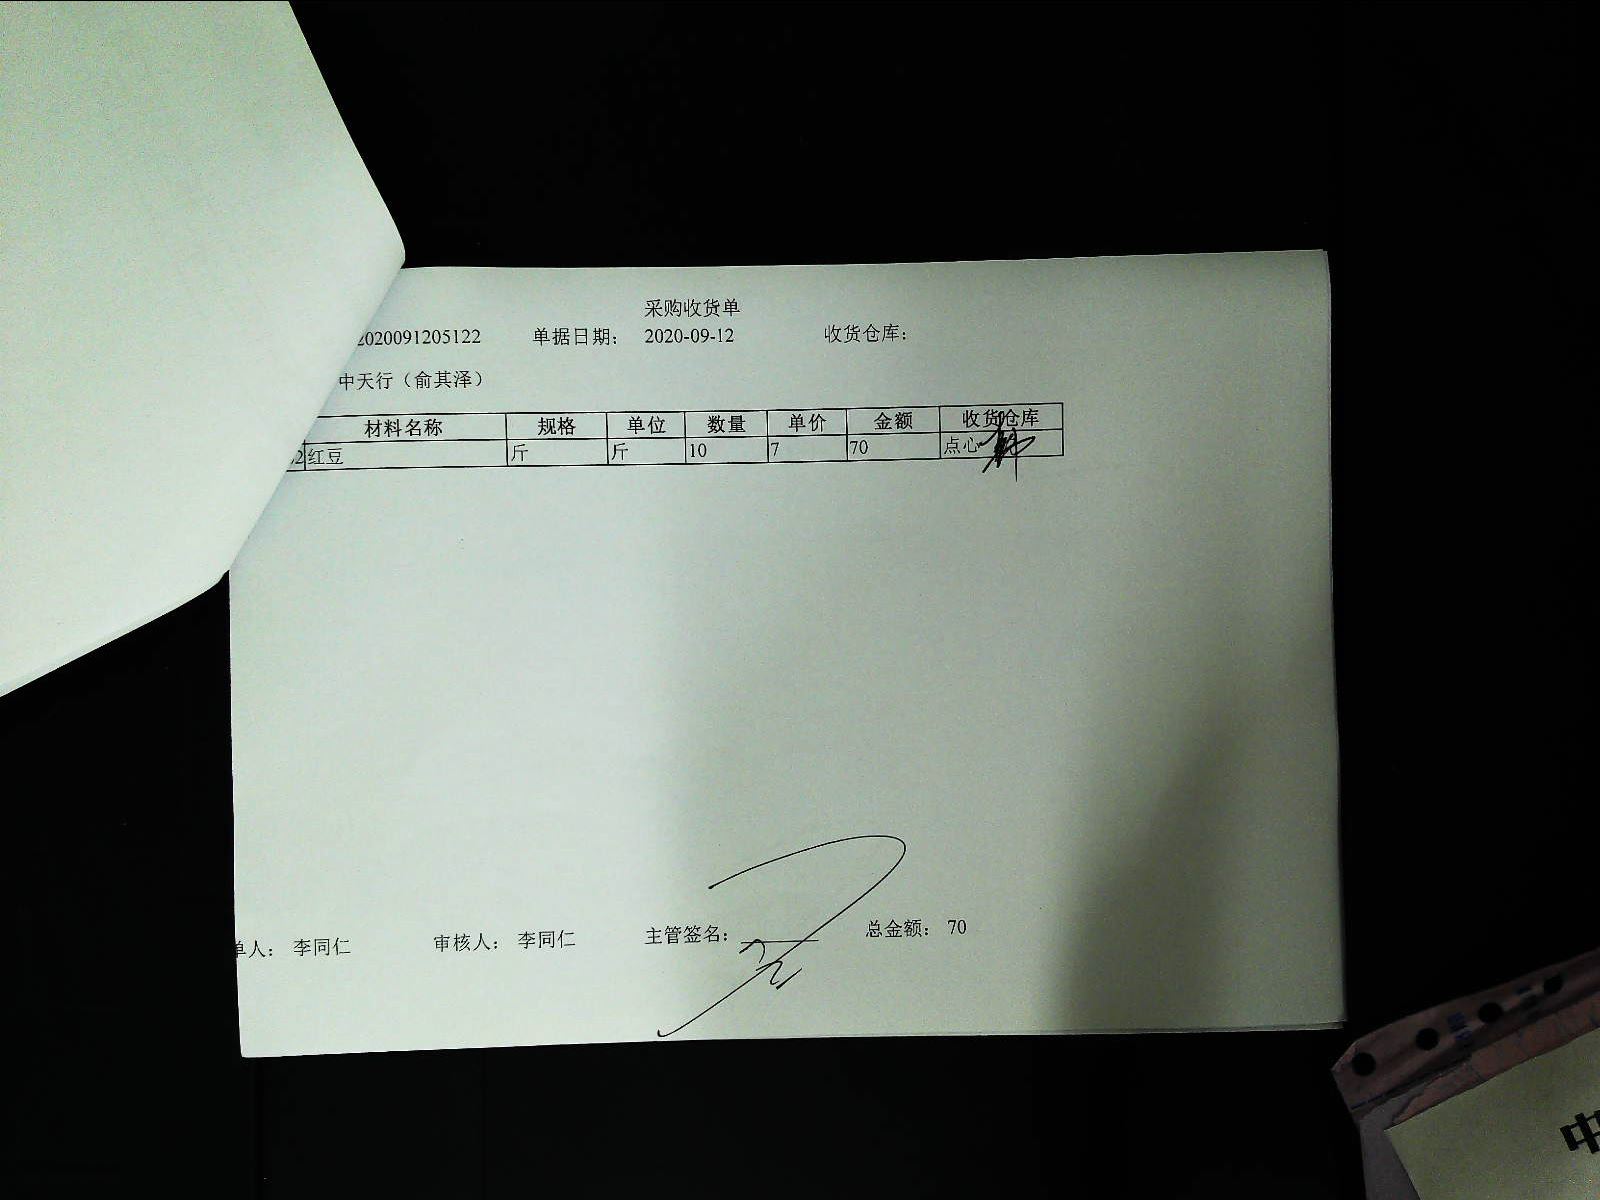 采购收货单
2020091205122 单据日期： 2020-09-12 收货仓库：
中天行（俞其泽）
材料名称 规格 单位 数量 单价 金额 收货仓库
2 红豆 斤 斤 10 7 70 点心
单人： 李同仁 审核人： 李同仁 主管签名： 总金额： 70
中